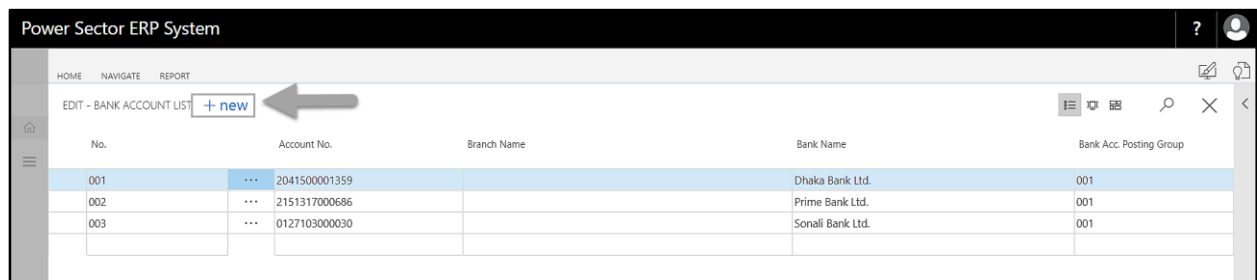 Power Sector ERP System ?
HOME NAVIGATE REPORT
EDIT - BANK ACCOUNT LIST + new
No. Account No. Branch Name Bank Name Bank Acc. Posting Group
001 ... 2041500001359 Dhaka Bank Ltd. 001
002 ... 2151317000686 Prime Bank Ltd. 001
003 ... 0127103000030 Sonali Bank Ltd. 001